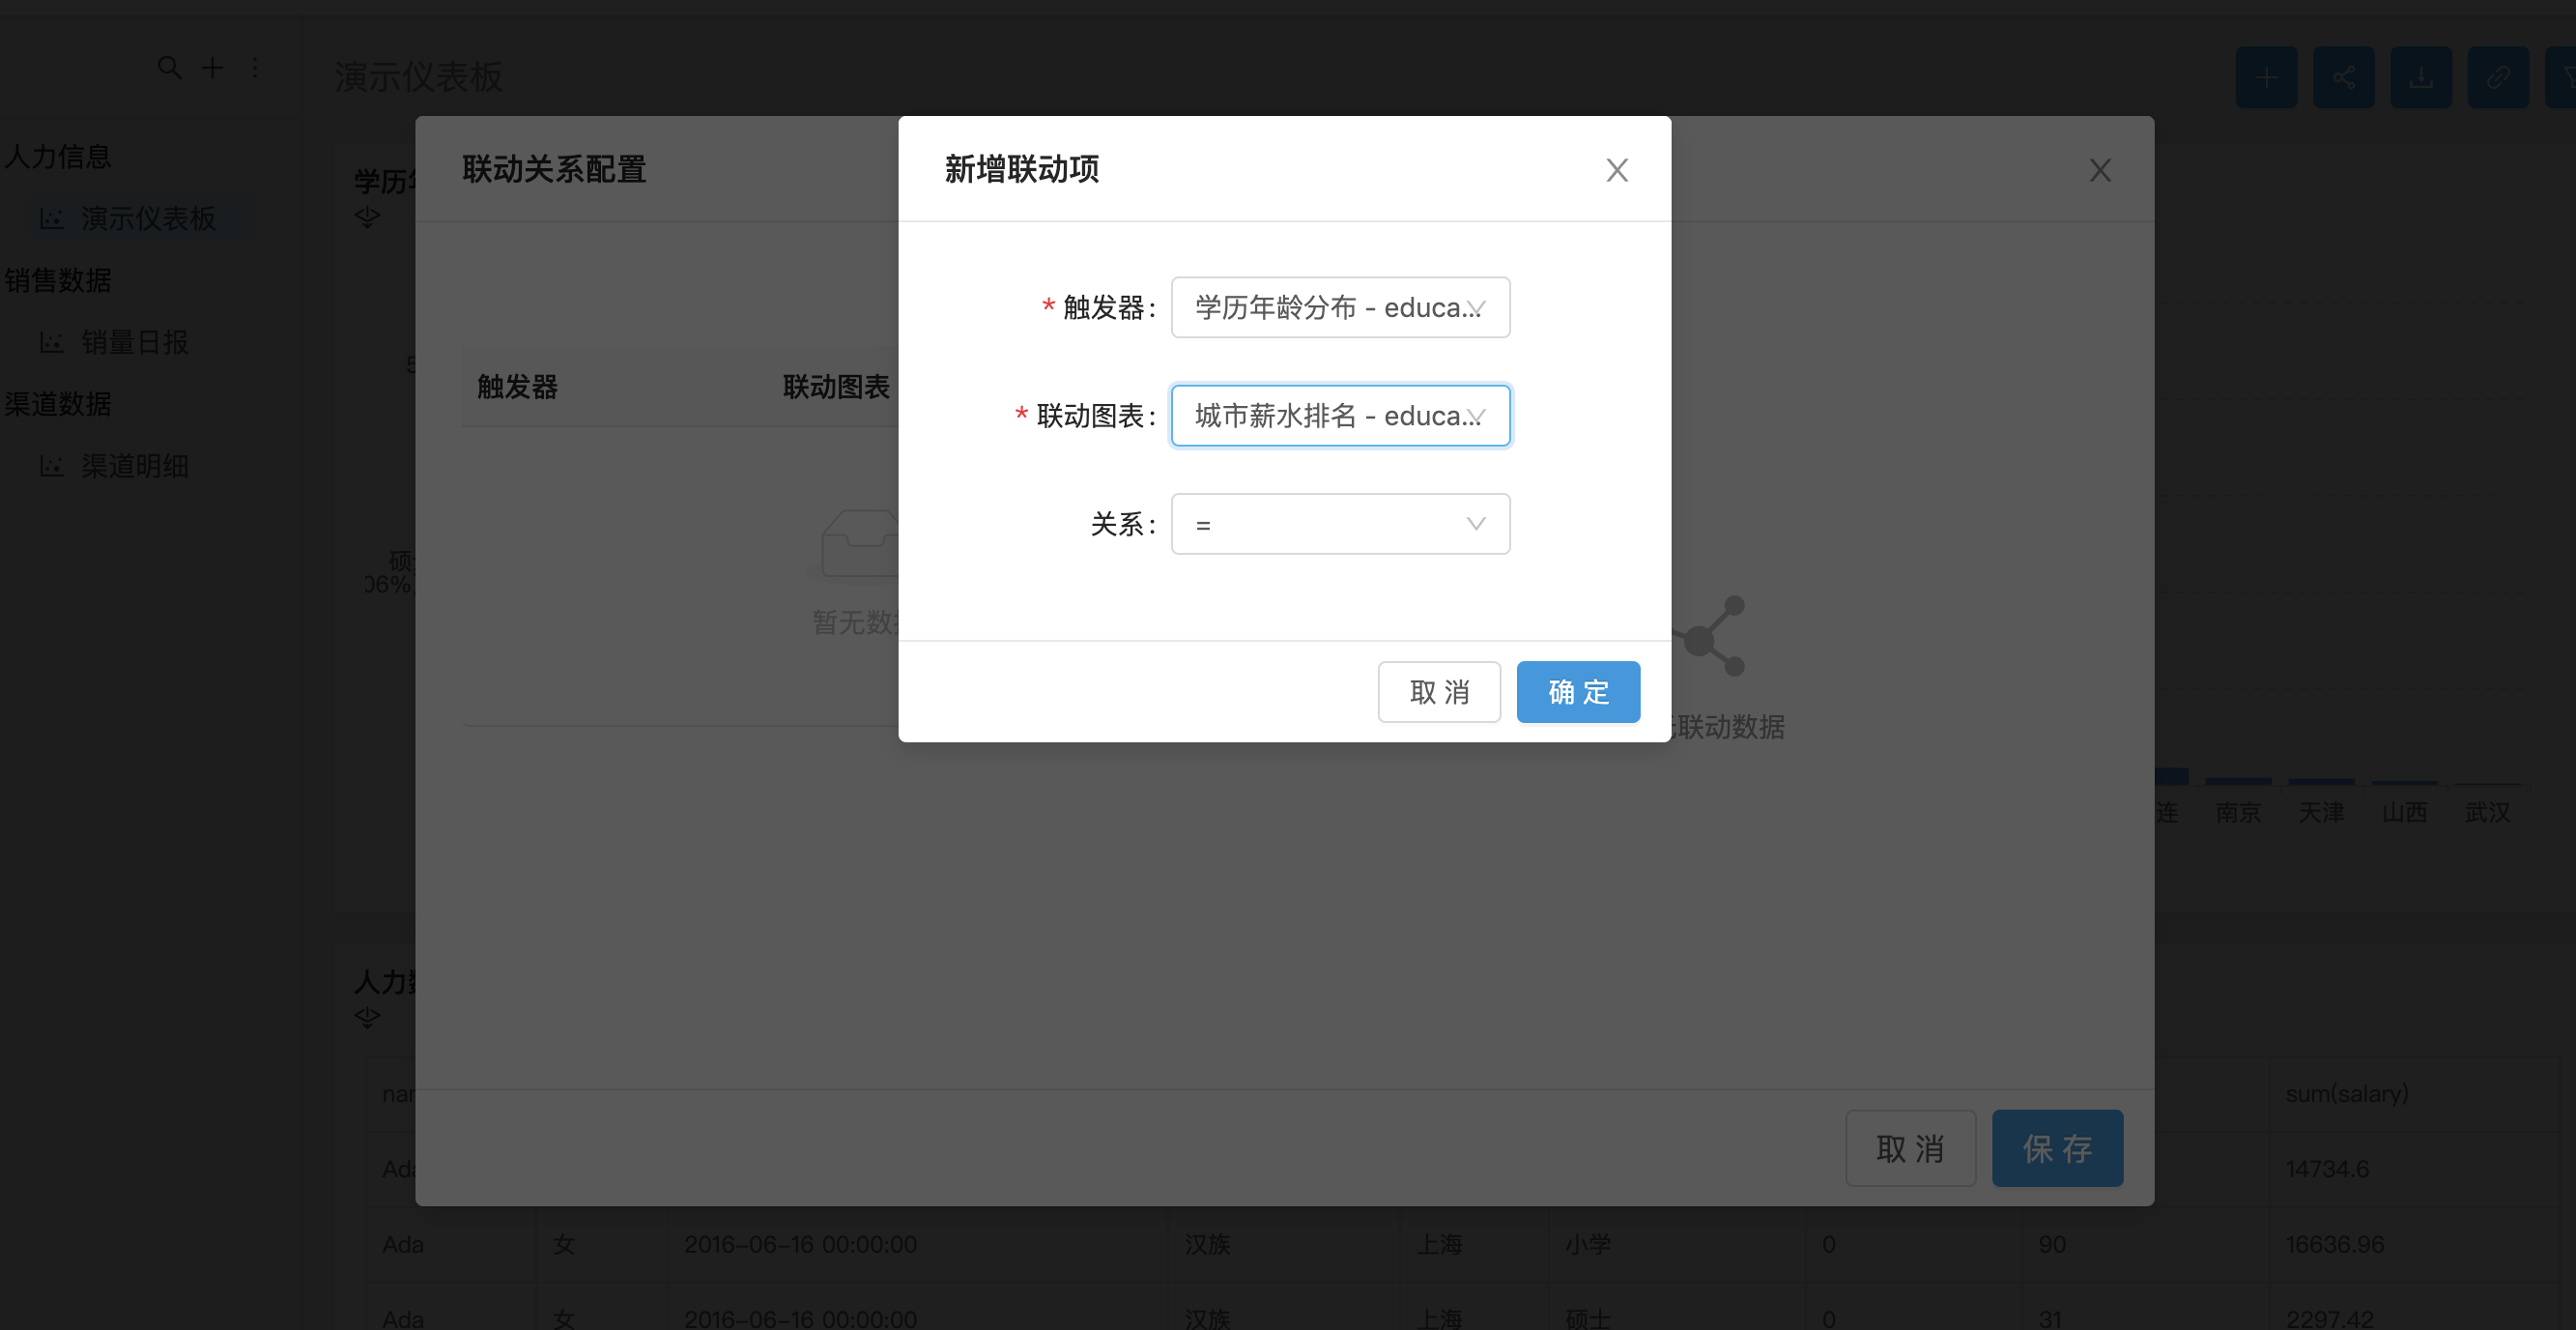 演示仪表板
人力信息
演示仪表板
销售数据
销量日报
渠道数据
渠道明细
学历年
联动关系配置
新增联动项
* 触发器:
学历年龄分布 - educa...
* 联动图表:
城市薪水排名 - educa...
关系:
=
取 消
确 定
触发器
联动图表
暂无数
联动数据
5
硕
06%
连
南京
天津
山西
武汉
人力
取 消
保 存
sum(salary)
14734.6
Ada
女
2016-06-16 00:00:00
汉族
上海
小学
0
90
16636.96
Ada
女
2016-06-16 00:00:00
汉族
上海
硕士
0
31
2297.42